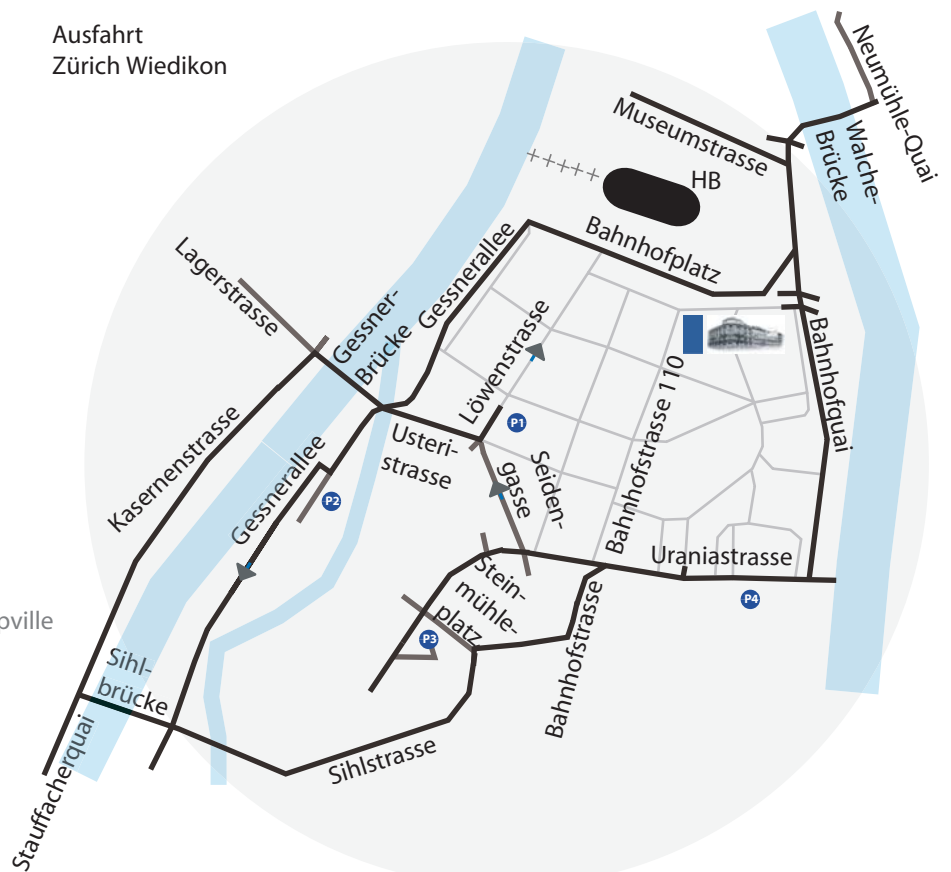 Ausfahrt
Zürich Wiedikon
Neumühle-Quai
Walche-
Brücke
Museumstrasse
HB
Bahnhofplatz
Lagerstrasse
Gessner-
Brücke
Gessnerallee
Löwenstrasse
Bahnhofquai
Bahnhofstrasse 110
P1
Usteri-
strasse
Kasernenstrasse
Gessnerallee
P2
Seiden-
gasse
Uraniastrasse
P4
Stein-
mühle-
platz
P3
Bahnhofstrasse
Sihl-
brücke
Sihlstrasse
Stauffacherquai